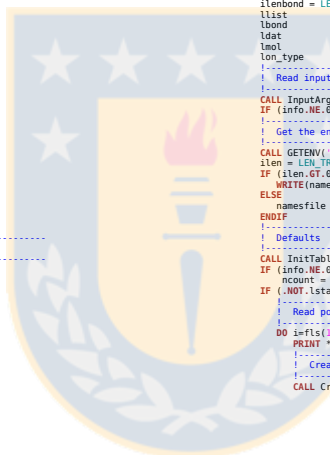 ilenbond = LE
llist
lbond
ldat
lmol
lon_type
!-----------
!  Read input
!-----------
CALL InputArg
IF (info.NE.0
!-----------
!  Get the en
!-----------
CALL GETENV('
ilen = LEN_TR
IF (ilen.GT.0
WRITE(name
ELSE
namesfile
ENDIF
!-----------
!  Defaults
!-----------
CALL InitTabl
IF (info.NE.0
ncount =
IF (.NOT.lsta
!--------
!  Read po
!--------
DO i=fls(1
PRINT *
!-----
!  Crea
!-----
CALL Cr